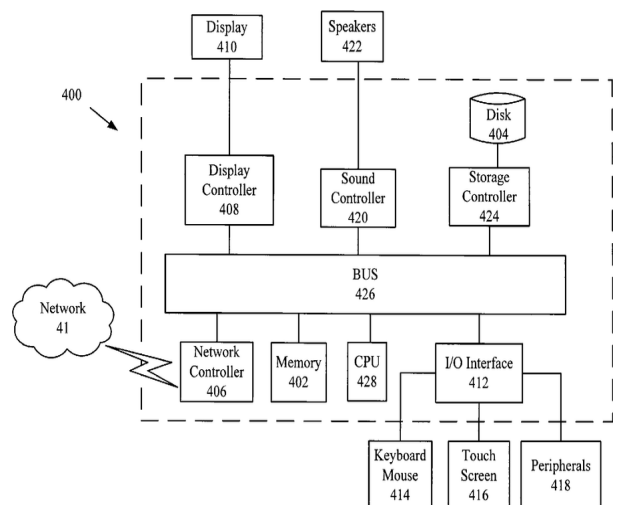 Display
410
Speakers
422
400
Disk
404
Display
Controller
408
Sound
Controller
420
Storage
Controller
424
BUS
426
Network
41
Network
Controller
406
Memory
402
CPU
428
I/O Interface
412
Keyboard
Mouse
414
Touch
Screen
416
Peripherals
418